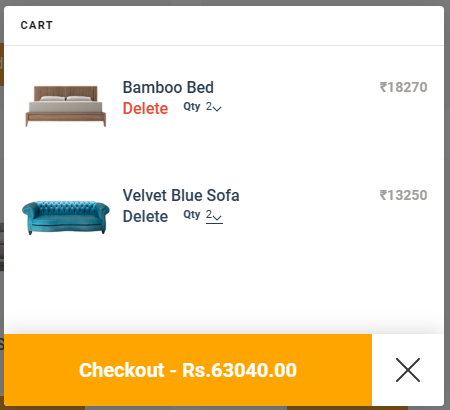 CART
Bamboo Bed ₹18270
Delete Qty 2
Velvet Blue Sofa ₹13250
Delete Qty 2
Checkout - Rs.63040.00